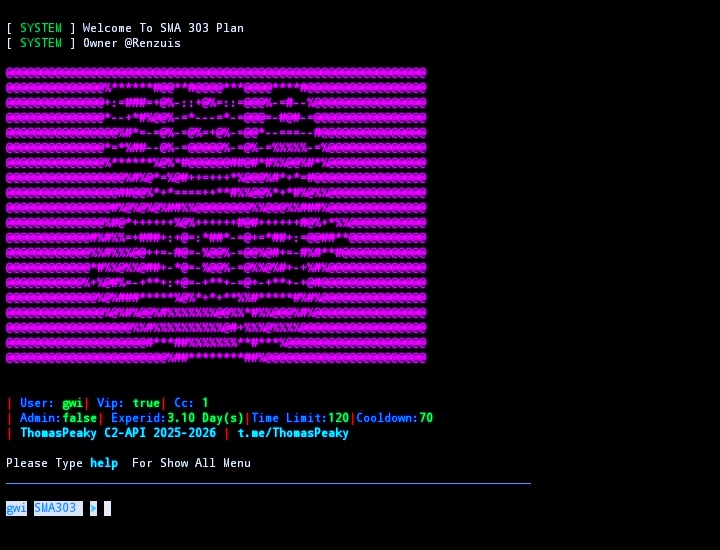 [ SYSTEM ] Welcome To SMA 303 Plan
[ SYSTEM ] Owner @Renzuis
| User: gwi| Vip: true| Cc: 1
| Admin:false| Experid:3.10 Day(s)|Time Limit:120|Cooldown:70
| ThomasPeaky C2-API 2025-2026 | t.me/ThomasPeaky
Please Type help  For Show All Menu
gwi SMA303 ➤